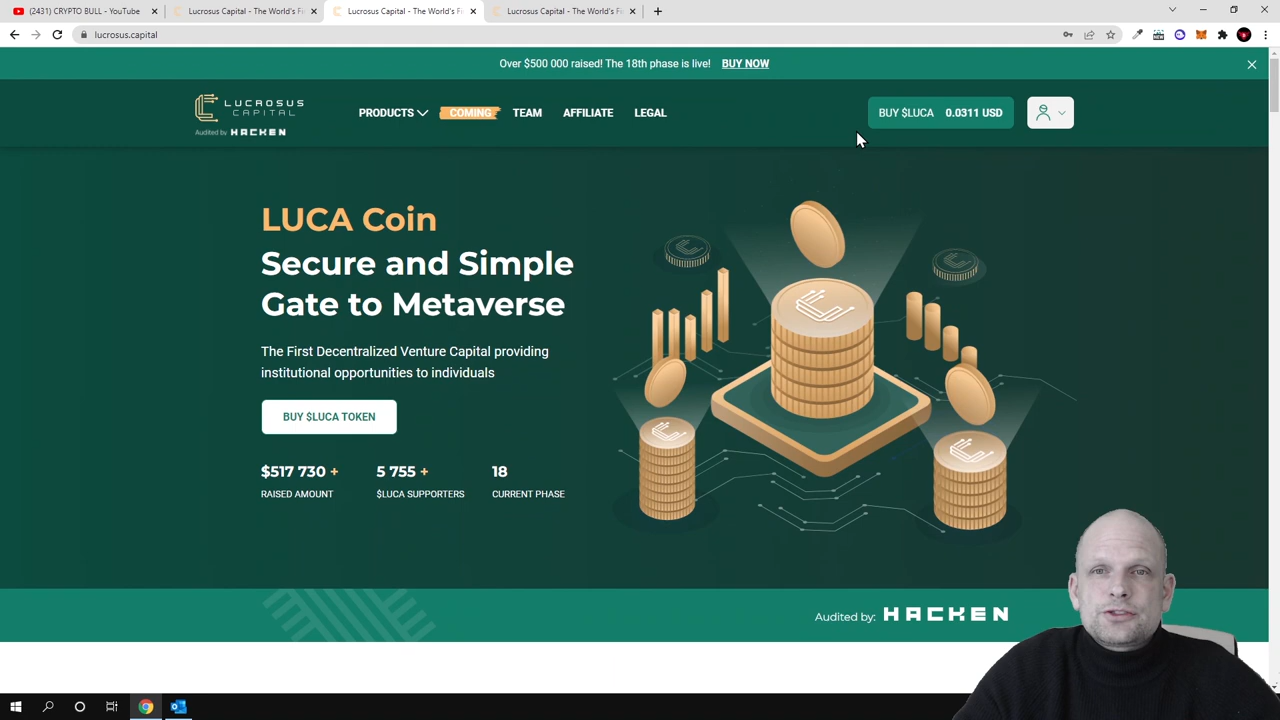 (2431) CRYPTO BULL - YouTube
Lucrosus Capital - The World's Fi
Lucrosus Capital - The World's F
Lucrosus Capital - The World's Fi
lucrosus.capital
Over $500 000 raised! The 18th phase is live! BUY NOW
LUCROSUS
CAPITAL
Audited by HACKEN
PRODUCTS COMING TEAM AFFILIATE LEGAL
BUY $LUCA 0.0311 USD
LUCA Coin
Secure and Simple
Gate to Metaverse
The First Decentralized Venture Capital providing
institutional opportunities to individuals
BUY $LUCA TOKEN
$517 730 + 5 755 + 18
RAISED AMOUNT $LUCA SUPPORTERS CURRENT PHASE
Audited by: HACKEN